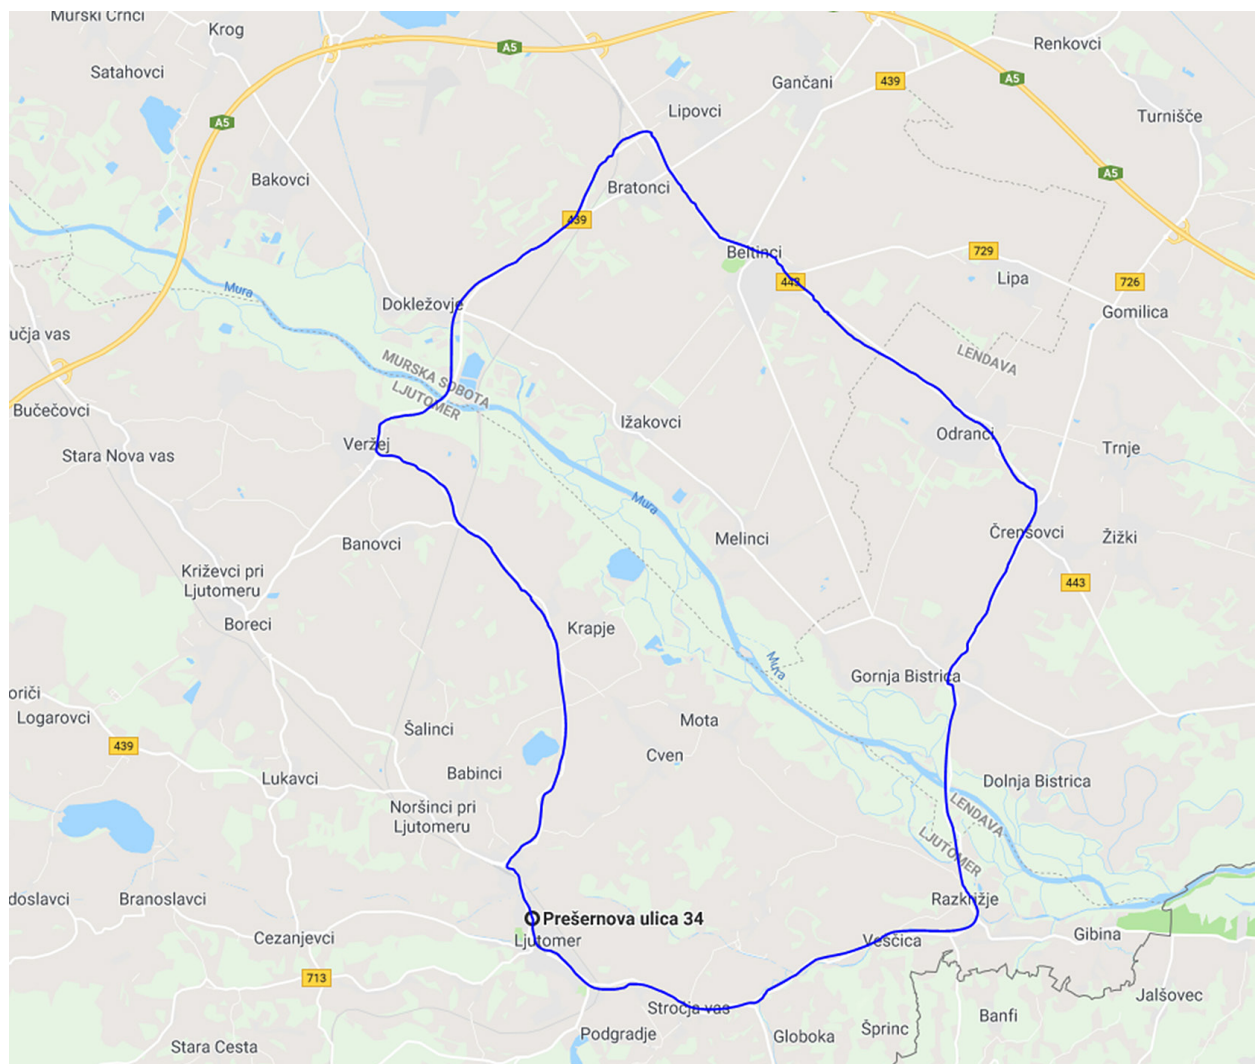 Murski Črnci
Krog
A5
Renkovci
Satahovci
Gančani
439
A5
Lipovci
Turnišče
A5
Bakovci
Bratonci
A5
439
Beltinci
729
Mura
443
Lipa
726
Dokležovje
Gomilica
učja vas
MURSKA SOBOTA
LJUTOMER
LENDAVA
Bučečovci
Ižakovci
Veržej
Odranci
Stara Nova vas
Trnje
Mura
Banovci
Melinci
Črenšovci
Žižki
Križevci pri
Ljutomeru
443
Boreci
Krapje
Mura
Gornja Bistrica
oriči
Logarovci
Šalinci
Mota
439
Cven
Babinci
Lukavci
Dolnja Bistrica
Noršinci pri
Ljutomeru
LENDAVA
LJUTOMER
doslavci
Branoslavci
Razkrižje
Prešernova ulica 34
Cezanjevci
Ljutomer
Veščica
Gibina
713
Jalšovec
Stročja vas
Banfi
Podgradje
Globoka
Šprinc
Stara Cesta